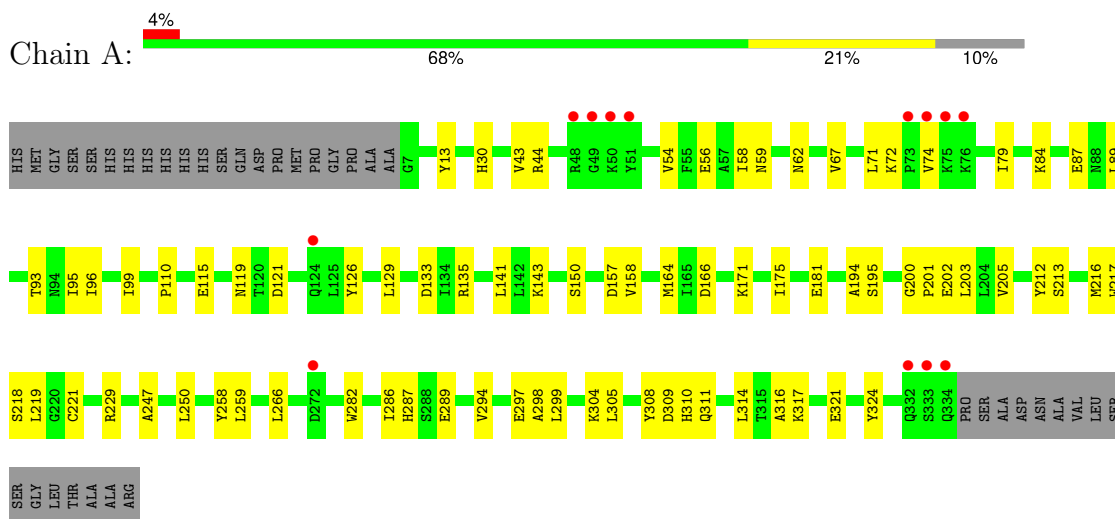 4%
Chain A:
68% 21% 10%
HIS MET GLY SER SER HIS HIS HIS HIS HIS HIS SER GLN ASP PRO MET PRO GLY PRO ALA ALA G7 Y13 H30 V43 R44 R48 G49 K50 Y51 V54 F55 E56 A57 I58 N59 N62 V67 L71 K72 P73 V74 K75 K76 I79 K84 E87 N88 L89
T93 N94 I95 I96 I99 P110 E115 N119 T120 D121 Q124 L125 Y126 L129 D133 I134 R135 L141 L142 K143 S150 D157 V158 M164 I165 D166 K171 I175 E181 A194 S195 G200 P201 E202 L203 L204 V205 Y212 S213 M216 W217
S218 L219 G220 C221 R229 A247 L250 Y258 L259 L266 D272 W282 I286 H287 S288 E289 V294 E297 A298 L299 K304 L305 Y308 D309 H310 Q311 L314 T315 A316 K317 E321 Y324 Q332 S333 Q334 PRO SER ALA ASP ASN ALA VAL LEU SER
SER GLY LEU THR ALA ALA ARG